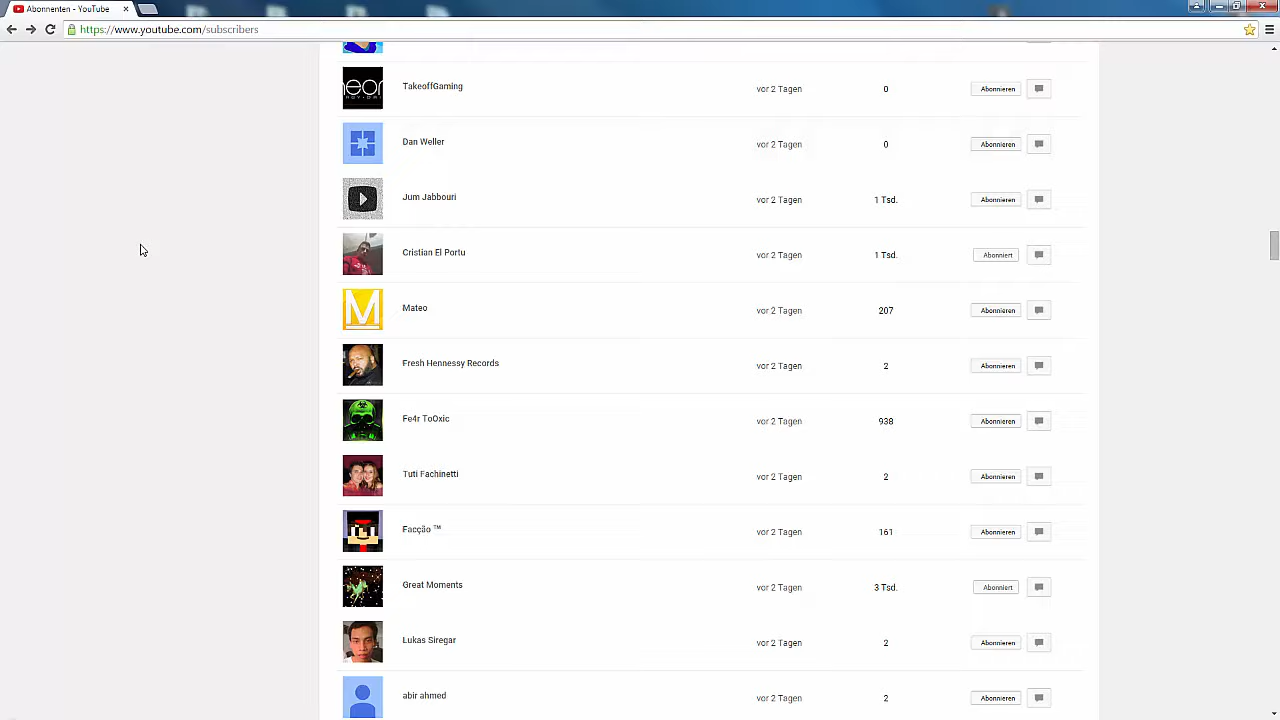 Abonnenten - YouTube
https://www.youtube.com/subscribers
TakeoffGaming vor 2 Tagen 0 Abonnieren
Dan Weller vor 2 Tagen 0 Abonnieren
Jum Jabbouri vor 2 Tagen 1 Tsd. Abonnieren
Cristian El Portu vor 2 Tagen 1 Tsd. Abonniert
Mateo vor 2 Tagen 207 Abonnieren
M
Fresh Hennessy Records vor 2 Tagen 2 Abonnieren
Fe4r ToOxic vor 2 Tagen 938 Abonnieren
Tuti Fachinetti vor 2 Tagen 2 Abonnieren
Facção ™ vor 2 Tagen Abonnieren
Great Moments vor 2 Tagen 3 Tsd. Abonniert
Lukas Siregar vor 2 Tagen 2 Abonnieren
abir ahmed vor 2 Tagen 2 Abonnieren